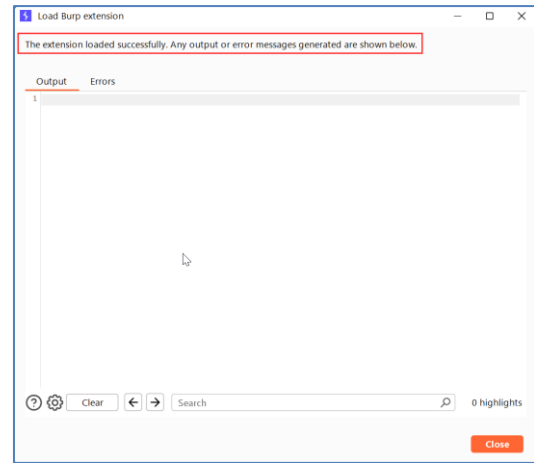 Load Burp extension
The extension loaded successfully. Any output or error messages generated are shown below.
Output Errors
1
Clear Search 0 highlights
Close